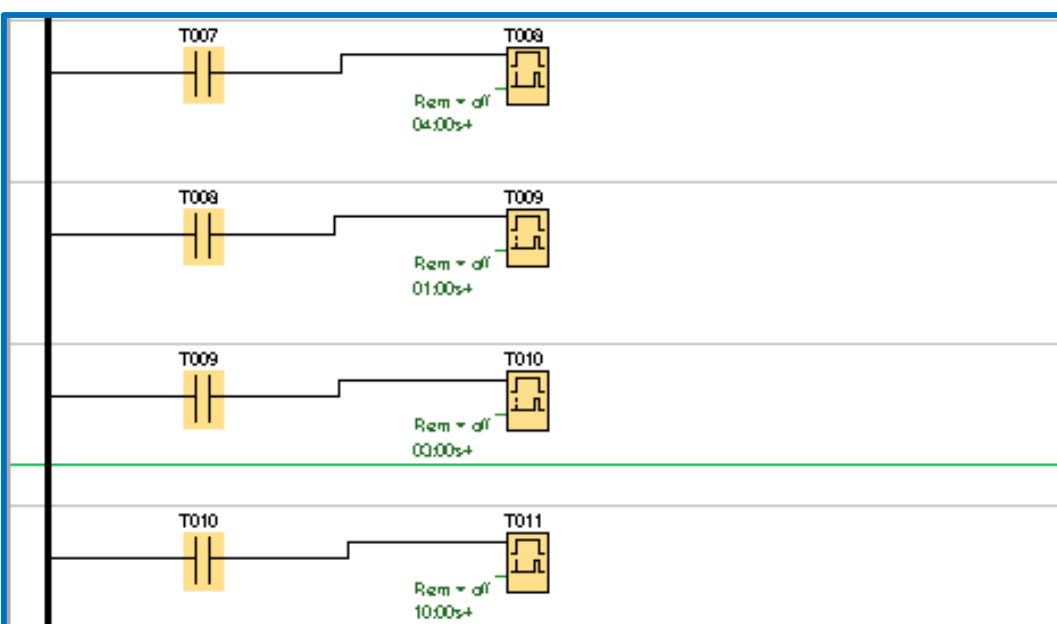 T007 T008
Rem = off
04:00s+
T008 T009
Rem = off
01:00s+
T009 T010
Rem = off
03:00s+
T010 T011
Rem = off
10:00s+